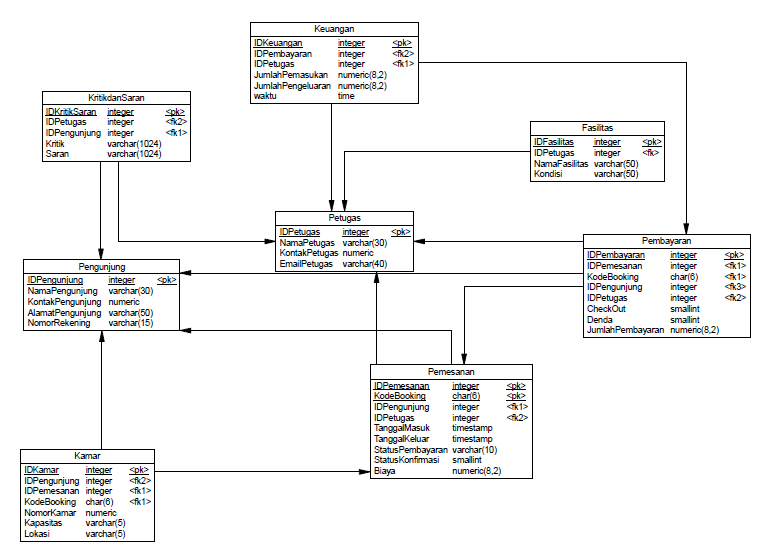 Keuangan
IDKeuangan integer <pk>
IDPembayaran integer <fk2>
IDPetugas integer <fk1>
JumlahPemasukan numeric(8,2)
JumlahPengeluaran numeric(8,2)
waktu time
KritikdanSaran
IDKritikSaran integer <pk>
IDPetugas integer <fk2>
IDPengunjung integer <fk1>
Kritik varchar(1024)
Saran varchar(1024)
Fasilitas
IDFasilitas integer <pk>
IDPetugas integer <fk>
NamaFasilitas varchar(50)
Kondisi varchar(50)
Petugas
IDPetugas integer <pk>
NamaPetugas varchar(30)
KontakPetugas numeric
EmailPetugas varchar(40)
Pembayaran
IDPembayaran integer <pk>
IDPemesanan integer <fk1>
KodeBooking char(6) <fk1>
IDPengunjung integer <fk3>
IDPetugas integer <fk2>
CheckOut smallint
Denda smallint
JumlahPembayaran numeric(8,2)
Pengunjung
IDPengunjung integer <pk>
NamaPengunjung varchar(30)
KontakPengunjung numeric
AlamatPengunjung varchar(50)
NomorRekening varchar(15)
Pemesanan
IDPemesanan integer <pk>
KodeBooking char(6) <pk>
IDPengunjung integer <fk1>
IDPetugas integer <fk2>
TanggalMasuk timestamp
TanggalKeluar timestamp
StatusPembayaran varchar(10)
StatusKonfirmasi smallint
Biaya numeric(8,2)
Kamar
IDKamar integer <pk>
IDPengunjung integer <fk2>
IDPemesanan integer <fk1>
KodeBooking char(6) <fk1>
NomorKamar numeric
Kapasitas varchar(5)
Lokasi varchar(5)